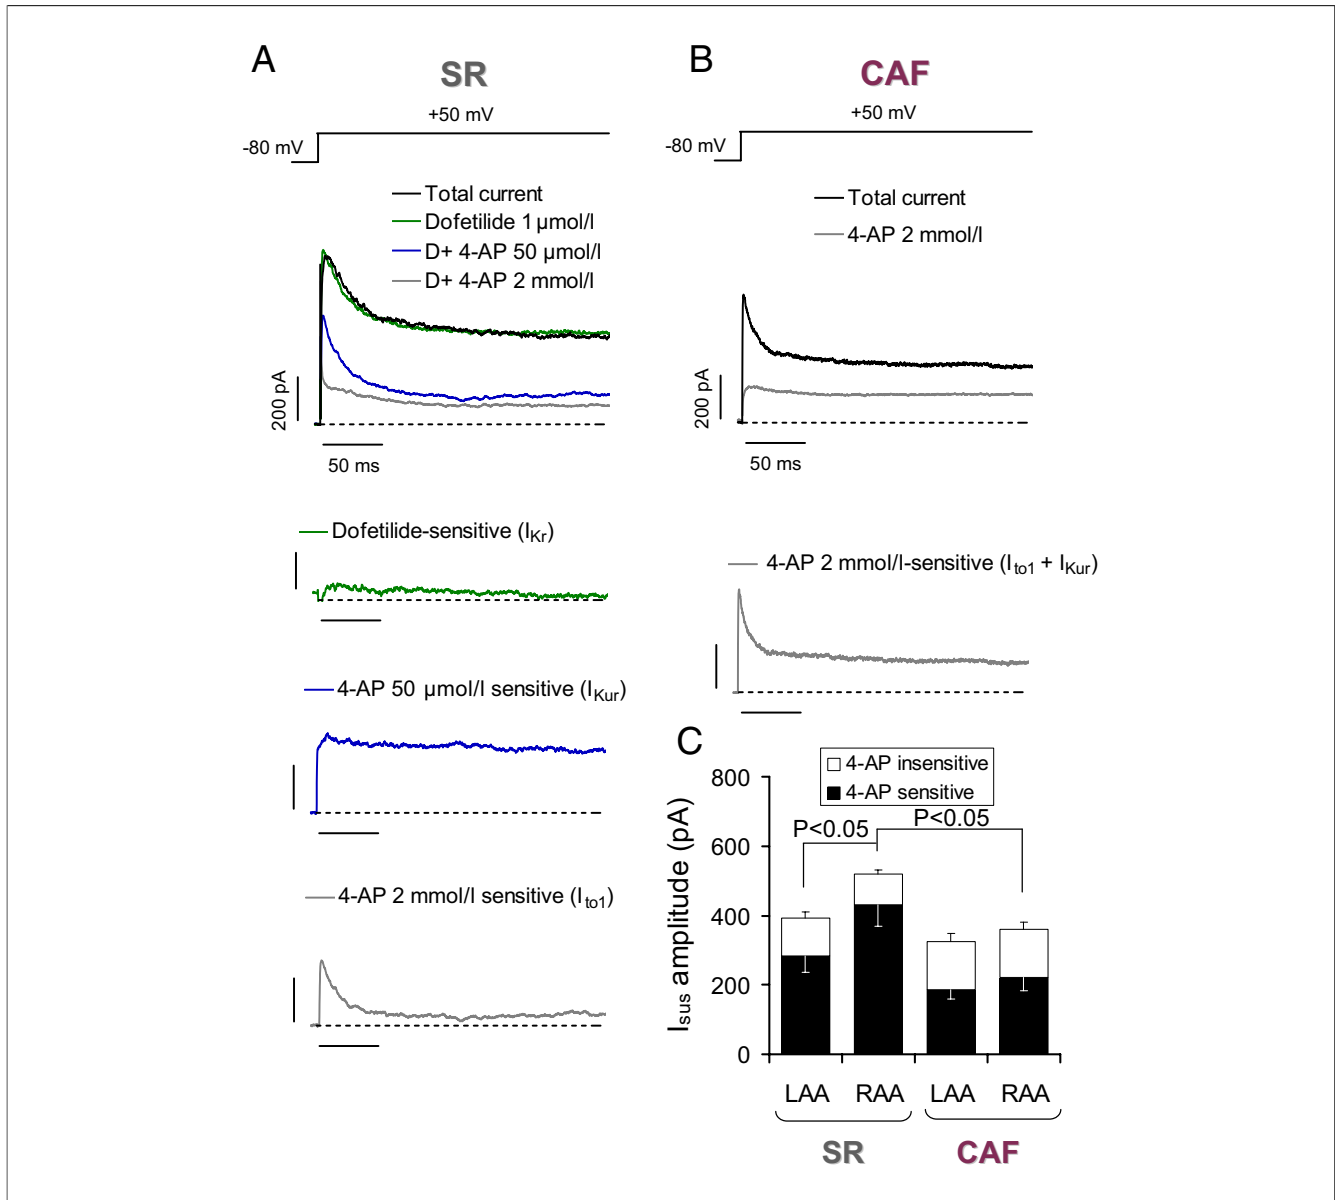 A
SR
+50 mV
-80 mV
Total current
Dofetilide 1 µmol/l
D+ 4-AP 50 µmol/l
D+ 4-AP 2 mmol/l
200 pA
50 ms
Dofetilide-sensitive (IKr)
4-AP 50 µmol/l sensitive (IKur)
4-AP 2 mmol/l sensitive (Ito1)
B
CAF
+50 mV
-80 mV
Total current
4-AP 2 mmol/l
200 pA
50 ms
4-AP 2 mmol/l-sensitive (Ito1 + IKur)
C
4-AP insensitive
4-AP sensitive
Isus amplitude (pA)
800
600
400
200
0
P<0.05
P<0.05
LAA RAA LAA RAA
SR CAF